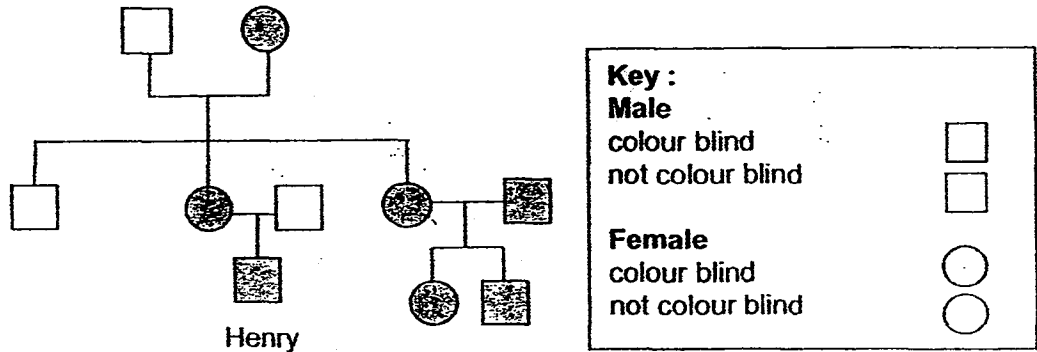 Key :
Male
colour blind
not colour blind
Female
colour blind
not colour blind
Henry